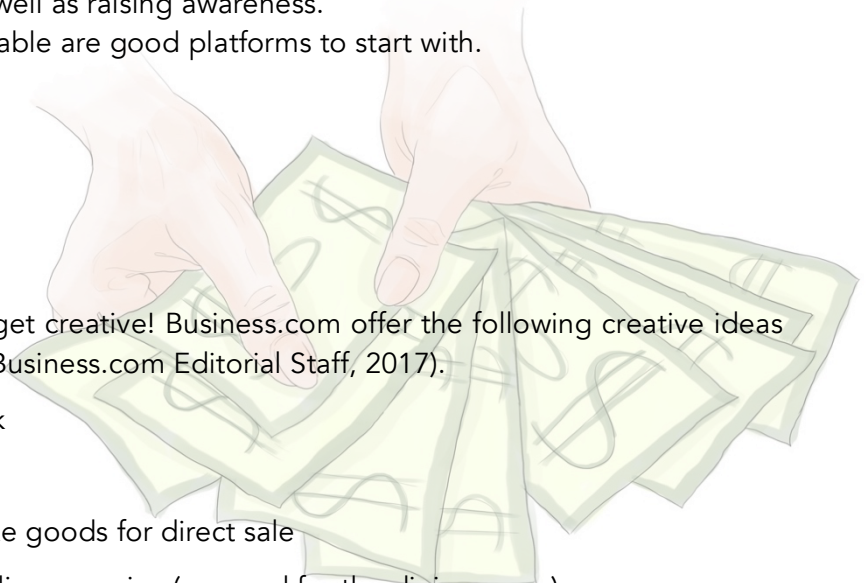 well as raising awareness.
able are good platforms to start with.
get creative! Business.com offer the following creative ideas
Business.com Editorial Staff, 2017).
k
e goods for direct sale